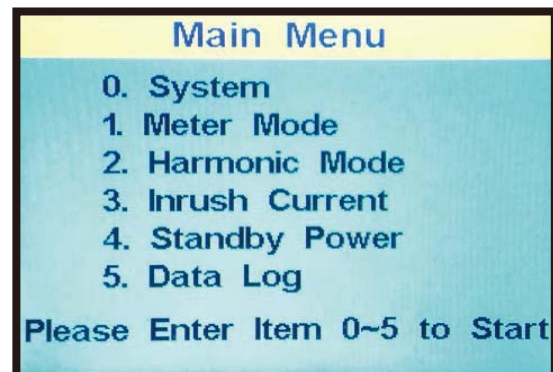 Main Menu
0. System
1. Meter Mode
2. Harmonic Mode
3. Inrush Current
4. Standby Power
5. Data Log
Please Enter Item 0~5 to Start